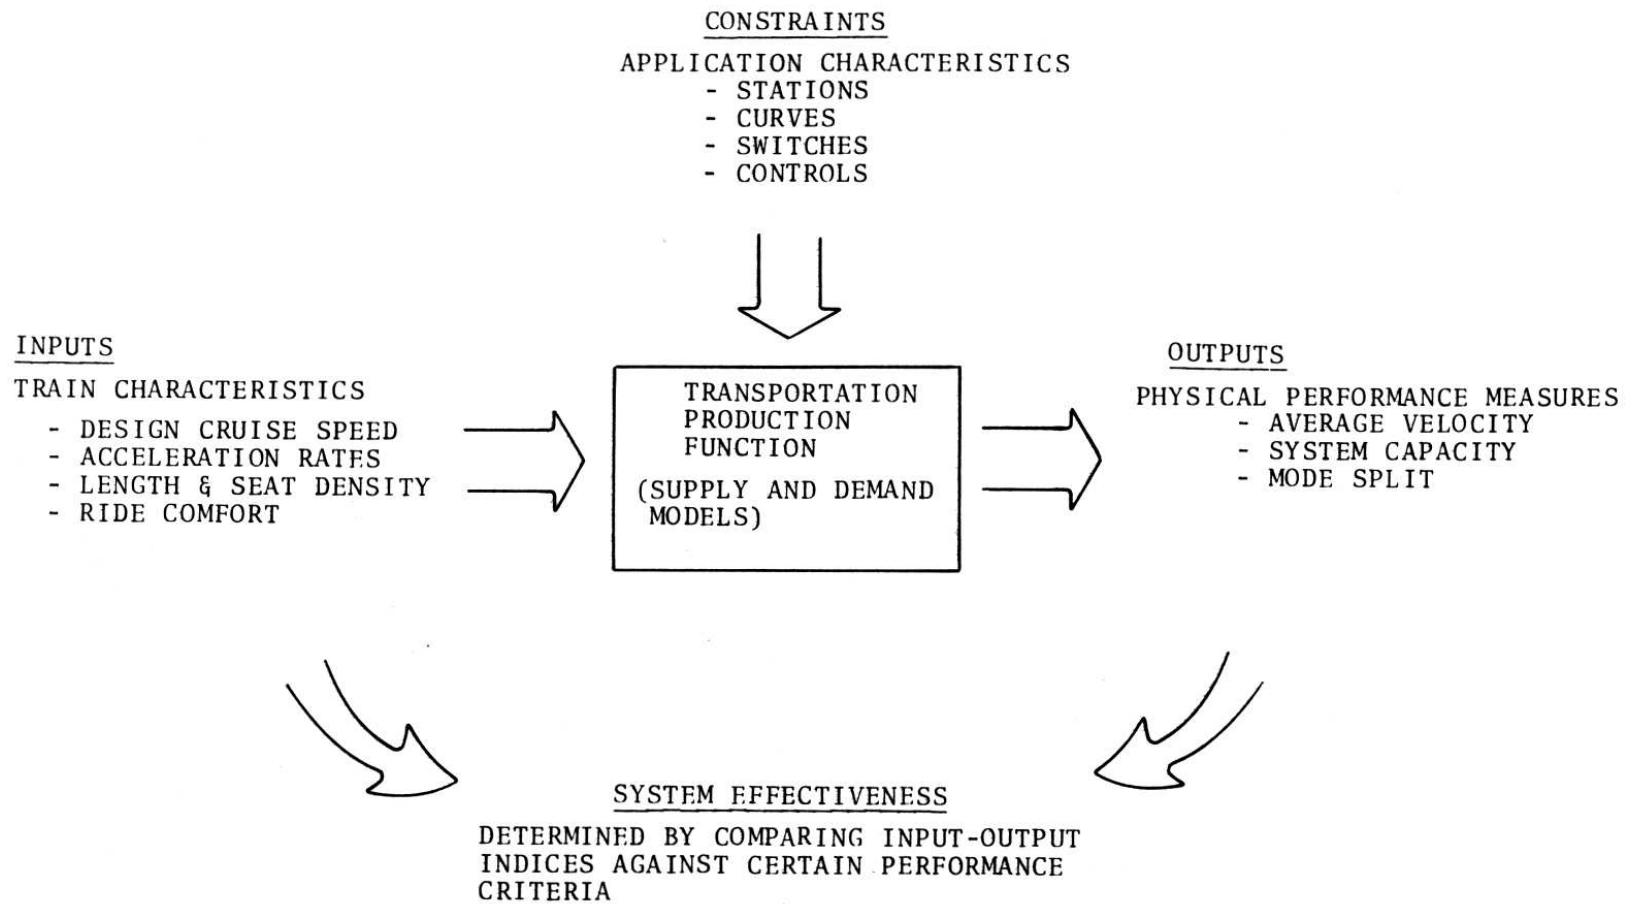 CONSTRAINTS
APPLICATION CHARACTERISTICS
- STATIONS
- CURVES
- SWITCHES
- CONTROLS
INPUTS
TRAIN CHARACTERISTICS
- DESIGN CRUISE SPEED
- ACCELERATION RATES
- LENGTH & SEAT DENSITY
- RIDE COMFORT
TRANSPORTATION
PRODUCTION
FUNCTION
(SUPPLY AND DEMAND
MODELS)
OUTPUTS
PHYSICAL PERFORMANCE MEASURES
- AVERAGE VELOCITY
- SYSTEM CAPACITY
- MODE SPLIT
SYSTEM EFFECTIVENESS
DETERMINED BY COMPARING INPUT-OUTPUT
INDICES AGAINST CERTAIN PERFORMANCE
CRITERIA